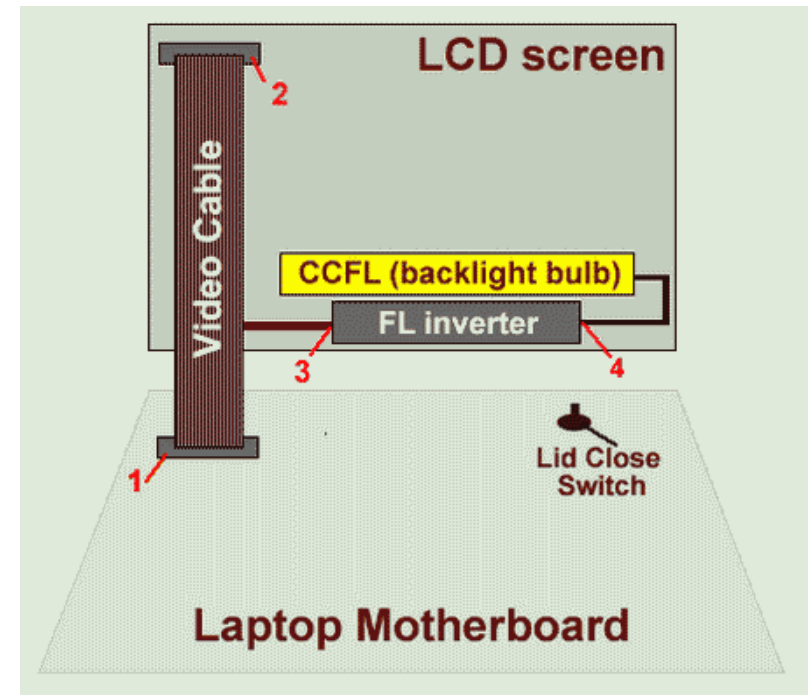 LCD screen
2
Video Cable
CCFL (backlight bulb)
FL inverter
3
4
1
Lid Close
Switch
Laptop Motherboard